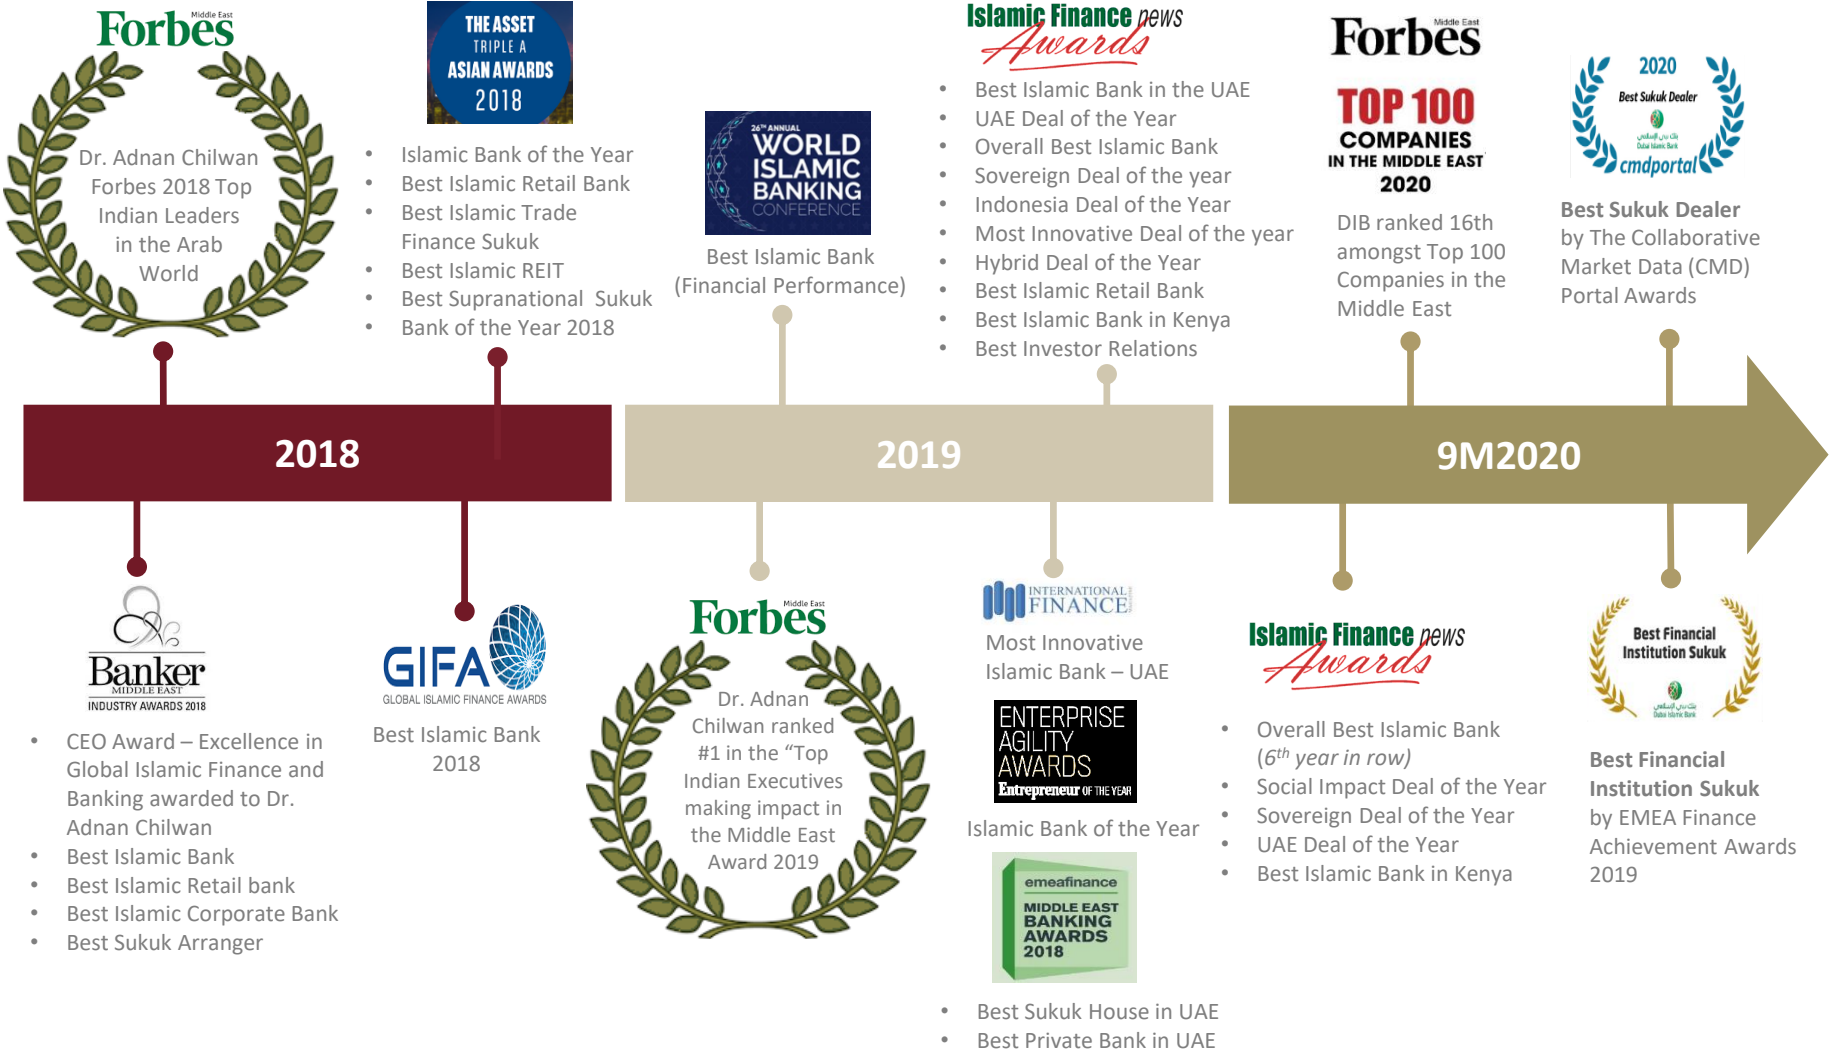 Forbes
Middle East
Dr. Adnan Chilwan
Forbes 2018 Top
Indian Leaders
in the Arab
World
THE ASSET
TRIPLE A
ASIAN AWARDS
2018
• Islamic Bank of the Year
• Best Islamic Retail Bank
• Best Islamic Trade
Finance Sukuk
• Best Islamic REIT
• Best Supranational Sukuk
• Bank of the Year 2018
26TH ANNUAL
WORLD
ISLAMIC
BANKING
CONFERENCE
Best Islamic Bank
(Financial Performance)
Islamic Finance news
Awards
• Best Islamic Bank in the UAE
• UAE Deal of the Year
• Overall Best Islamic Bank
• Sovereign Deal of the year
• Indonesia Deal of the Year
• Most Innovative Deal of the year
• Hybrid Deal of the Year
• Best Islamic Retail Bank
• Best Islamic Bank in Kenya
• Best Investor Relations
Forbes
Middle East
TOP 100
COMPANIES
IN THE MIDDLE EAST
2020
DIB ranked 16th
amongst Top 100
Companies in the
Middle East
2020
Best Sukuk Dealer
بنك دبي الإسلامي
Dubai Islamic Bank
cmdportal
Best Sukuk Dealer
by The Collaborative
Market Data (CMD)
Portal Awards
2018
2019
9M2020
Banker
MIDDLE EAST
INDUSTRY AWARDS 2018
• CEO Award – Excellence in
Global Islamic Finance and
Banking awarded to Dr.
Adnan Chilwan
• Best Islamic Bank
• Best Islamic Retail bank
• Best Islamic Corporate Bank
• Best Sukuk Arranger
GIFA
GLOBAL ISLAMIC FINANCE AWARDS
Best Islamic Bank
2018
Forbes
Middle East
Dr. Adnan
Chilwan ranked
#1 in the “Top
Indian Executives
making impact in
the Middle East
Award 2019
INTERNATIONAL
FINANCE
Most Innovative
Islamic Bank – UAE
ENTERPRISE
AGILITY
AWARDS
Entrepreneur OF THE YEAR
Islamic Bank of the Year
emeafinance
MIDDLE EAST
BANKING
AWARDS
2018
• Best Sukuk House in UAE
• Best Private Bank in UAE
Islamic Finance news
Awards
• Overall Best Islamic Bank
(6th year in row)
• Social Impact Deal of the Year
• Sovereign Deal of the Year
• UAE Deal of the Year
• Best Islamic Bank in Kenya
Best Financial
Institution Sukuk
بنك دبي الإسلامي
Dubai Islamic Bank
Best Financial
Institution Sukuk
by EMEA Finance
Achievement Awards
2019